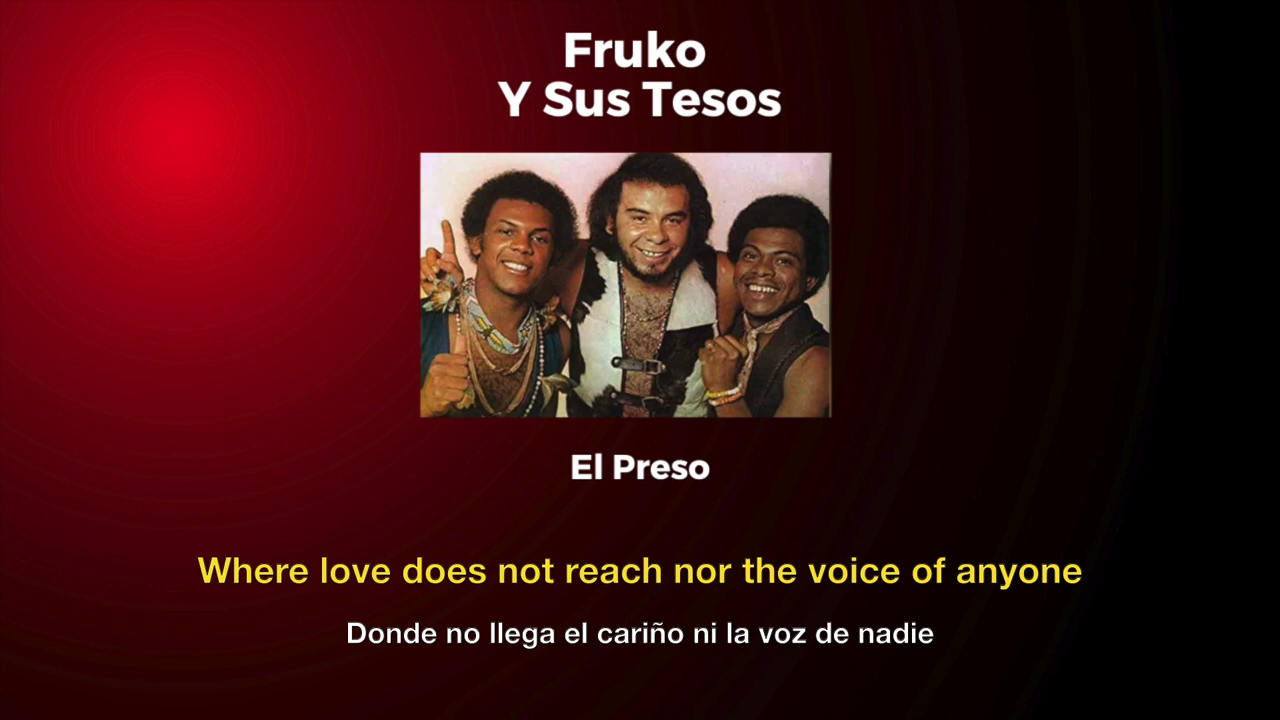 Fruko
Y Sus Tesos
El Preso
Where love does not reach nor the voice of anyone
Donde no llega el cariño ni la voz de nadie